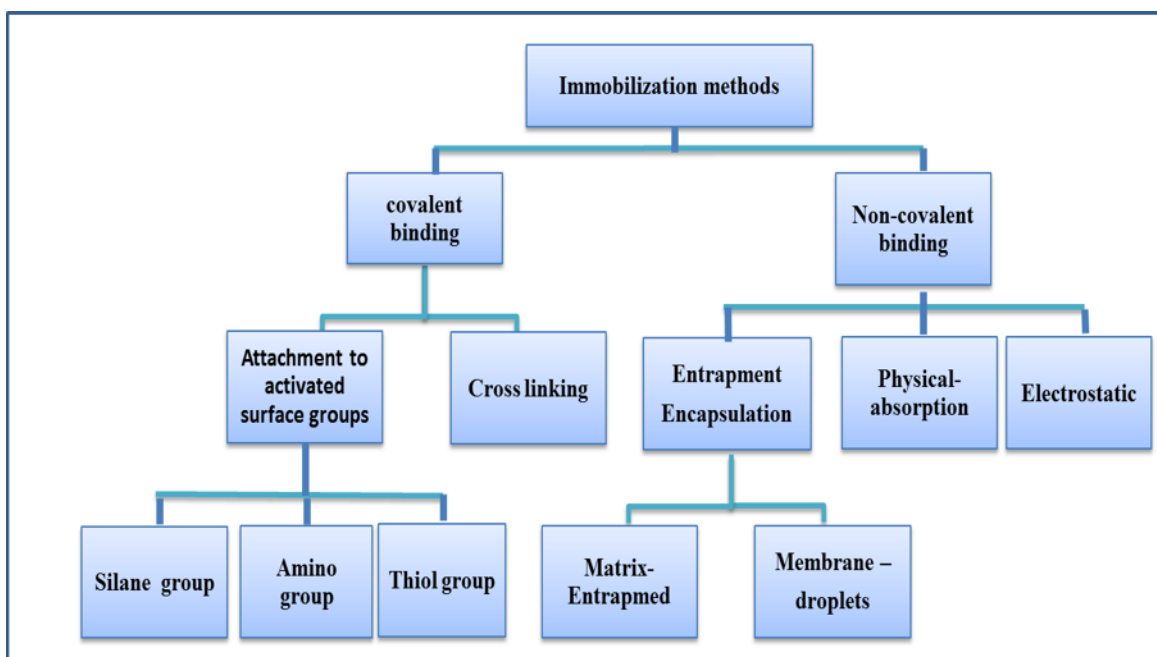 Immobilization methods
covalent
binding
Non-covalent
binding
Attachment to
activated
surface groups
Cross linking
Entrapment
Encapsulation
Physical-
absorption
Electrostatic
Silane group
Amino
group
Thiol group
Matrix-
Entrapmed
Membrane –
droplets